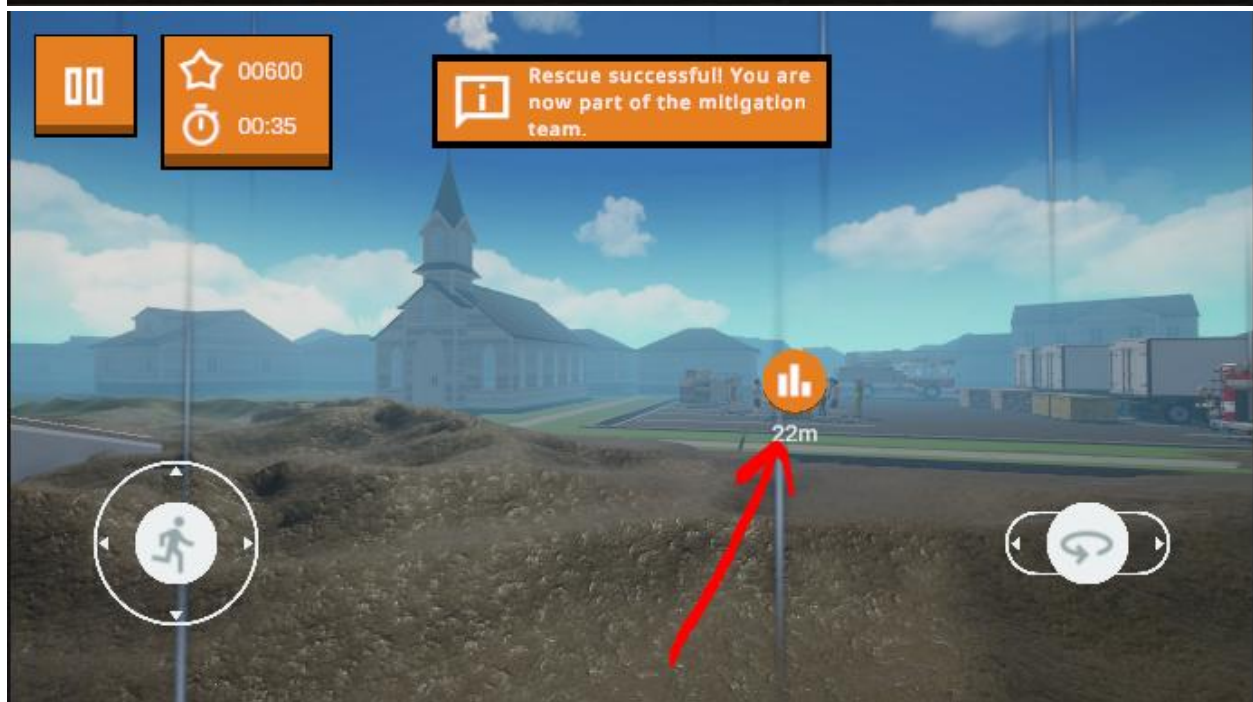 00600
00:35
Rescue successful! You are
now part of the mitigation
team.
22m